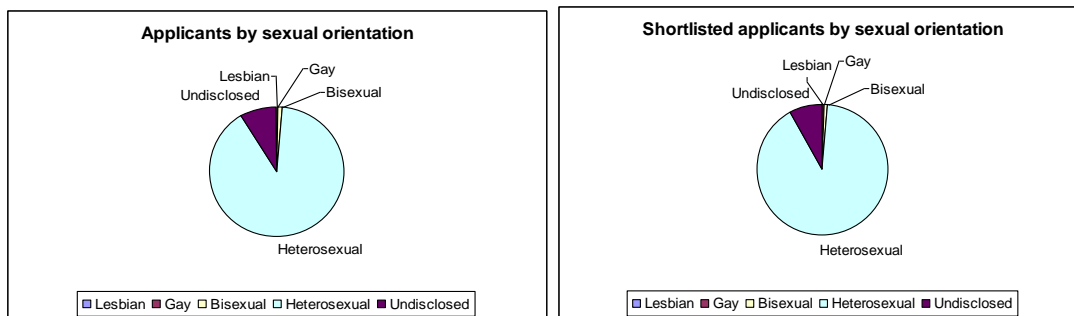 Applicants by sexual orientation
Lesbian
Gay
Undisclosed
Bisexual
Heterosexual
Lesbian Gay Bisexual Heterosexual Undisclosed
Shortlisted applicants by sexual orientation
Lesbian
Gay
Undisclosed
Bisexual
Heterosexual
Lesbian Gay Bisexual Heterosexual Undisclosed